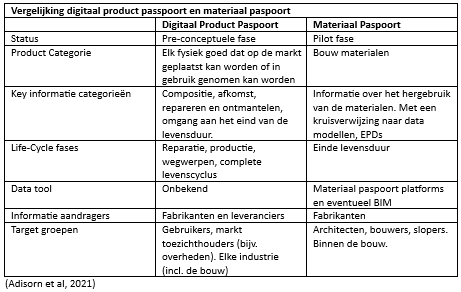 Vergelijking digitaal product passpoort en materiaal paspoort
Digitaal Product Paspoort Materiaal Paspoort
Status Pre-conceptuele fase Pilot fase
Product Categorie Elk fysiek goed dat op de markt Bouw materialen
geplaatst kan worden of in
gebruik genomen kan worden
Key informatie categorieën Compositie, afkomst, Informatie over het hergebruik
repareren en ontmantelen, van de materialen. Met een
omgang aan het eind van de kruisverwijzing naar data
levensduur. modellen, EPDs
Life-Cycle fases Reparatie, productie, Einde levensduur
wegwerpen, complete
levenscyclus
Data tool Onbekend Materiaal paspoort platforms
en eventueel BIM
Informatie aandragers Fabrikanten en leveranciers Fabrikanten
Target groepen Gebruikers, markt Architecten, bouwers, slopers.
toezichthouders (bijv. Binnen de bouw.
overheden). Elke industrie
(incl. de bouw)
(Adisorn et al, 2021)